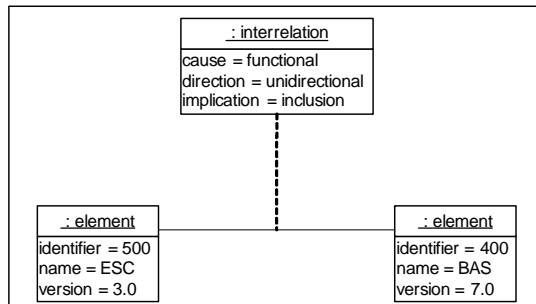 : interrelation
cause = functional
direction = unidirectional
implication = inclusion
: element
identifier = 500
name = ESC
version = 3.0
: element
identifier = 400
name = BAS
version = 7.0